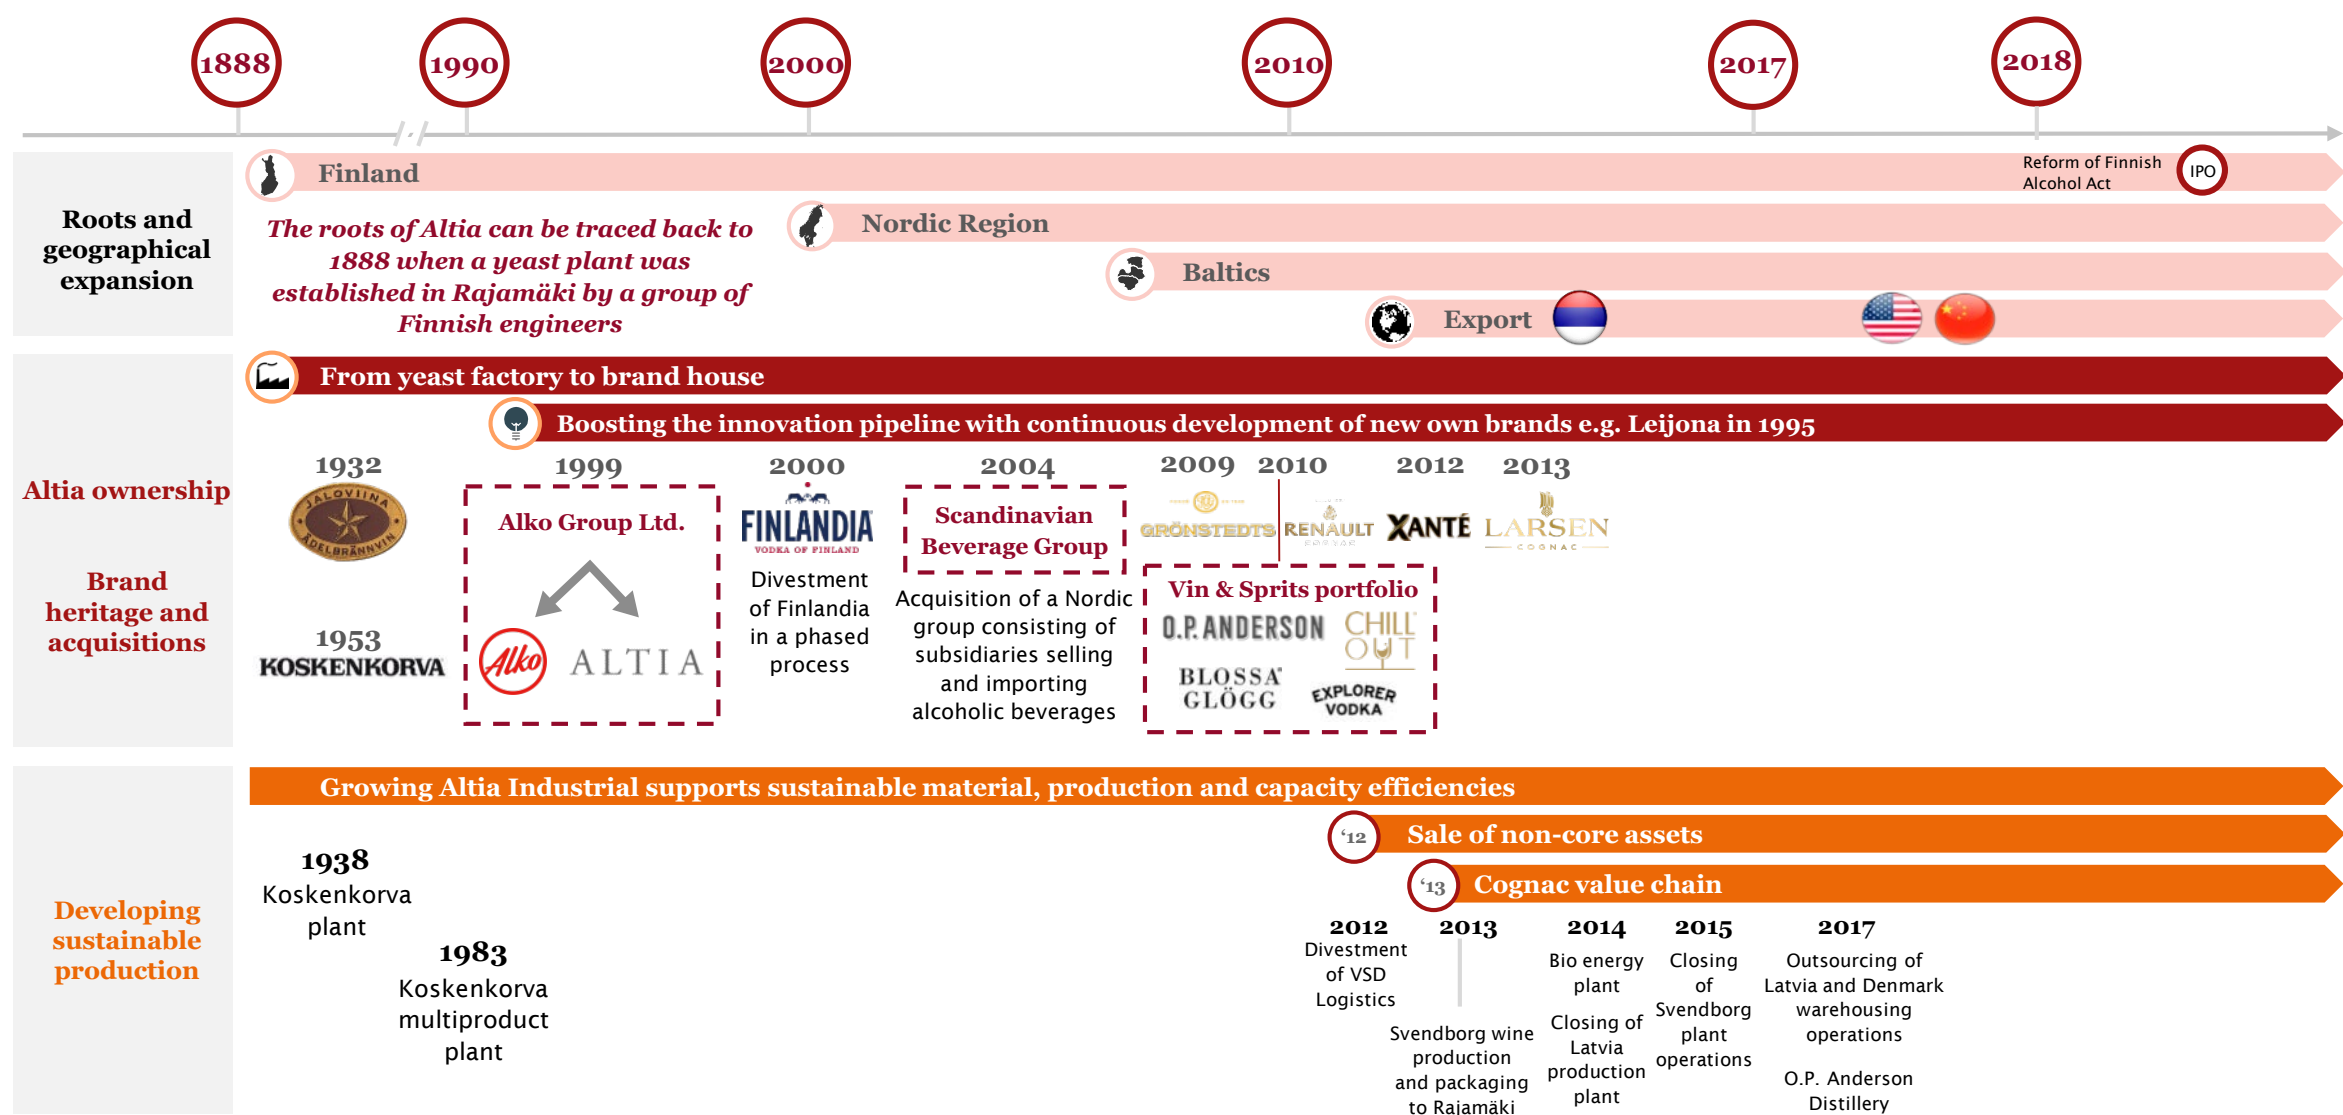 1888
1990
2000
2010
2017
2018
Finland
Reform of Finnish
Alcohol Act
IPO
Roots and
geographical
expansion
The roots of Altia can be traced back to
1888 when a yeast plant was
established in Rajamäki by a group of
Finnish engineers
Nordic Region
Baltics
Export
From yeast factory to brand house
Boosting the innovation pipeline with continuous development of new own brands e.g. Leijona in 1995
Altia ownership
Brand
heritage and
acquisitions
1932
JALOVIINA
ÄDELBRÄNNVIN
1953
KOSKENKORVA
1999
Alko Group Ltd.
Alko
ALTIA
2000
FINLANDIA
VODKA OF FINLAND
Divestment
of Finlandia
in a phased
process
2004
Scandinavian
Beverage Group
Acquisition of a Nordic
group consisting of
subsidiaries selling
and importing
alcoholic beverages
2009
GRÖNSTEDTS
2010
RENAULT
COGNAC
2012
XANTÉ
2013
LARSEN
COGNAC
Vin & Sprits portfolio
O.P. ANDERSON
CHILL
OUT
BLOSSA
GLÖGG
EXPLORER
VODKA
Growing Altia Industrial supports sustainable material, production and capacity efficiencies
‘12
Sale of non-core assets
‘13
Cognac value chain
Developing
sustainable
production
1938
Koskenkorva
plant
1983
Koskenkorva
multiproduct
plant
2012
Divestment
of VSD
Logistics
2013
Svendborg wine
production
and packaging
to Rajamäki
2014
Bio energy
plant
Closing of
Latvia
production
plant
2015
Closing
of
Svendborg
plant
operations
2017
Outsourcing of
Latvia and Denmark
warehousing
operations
O.P. Anderson
Distillery